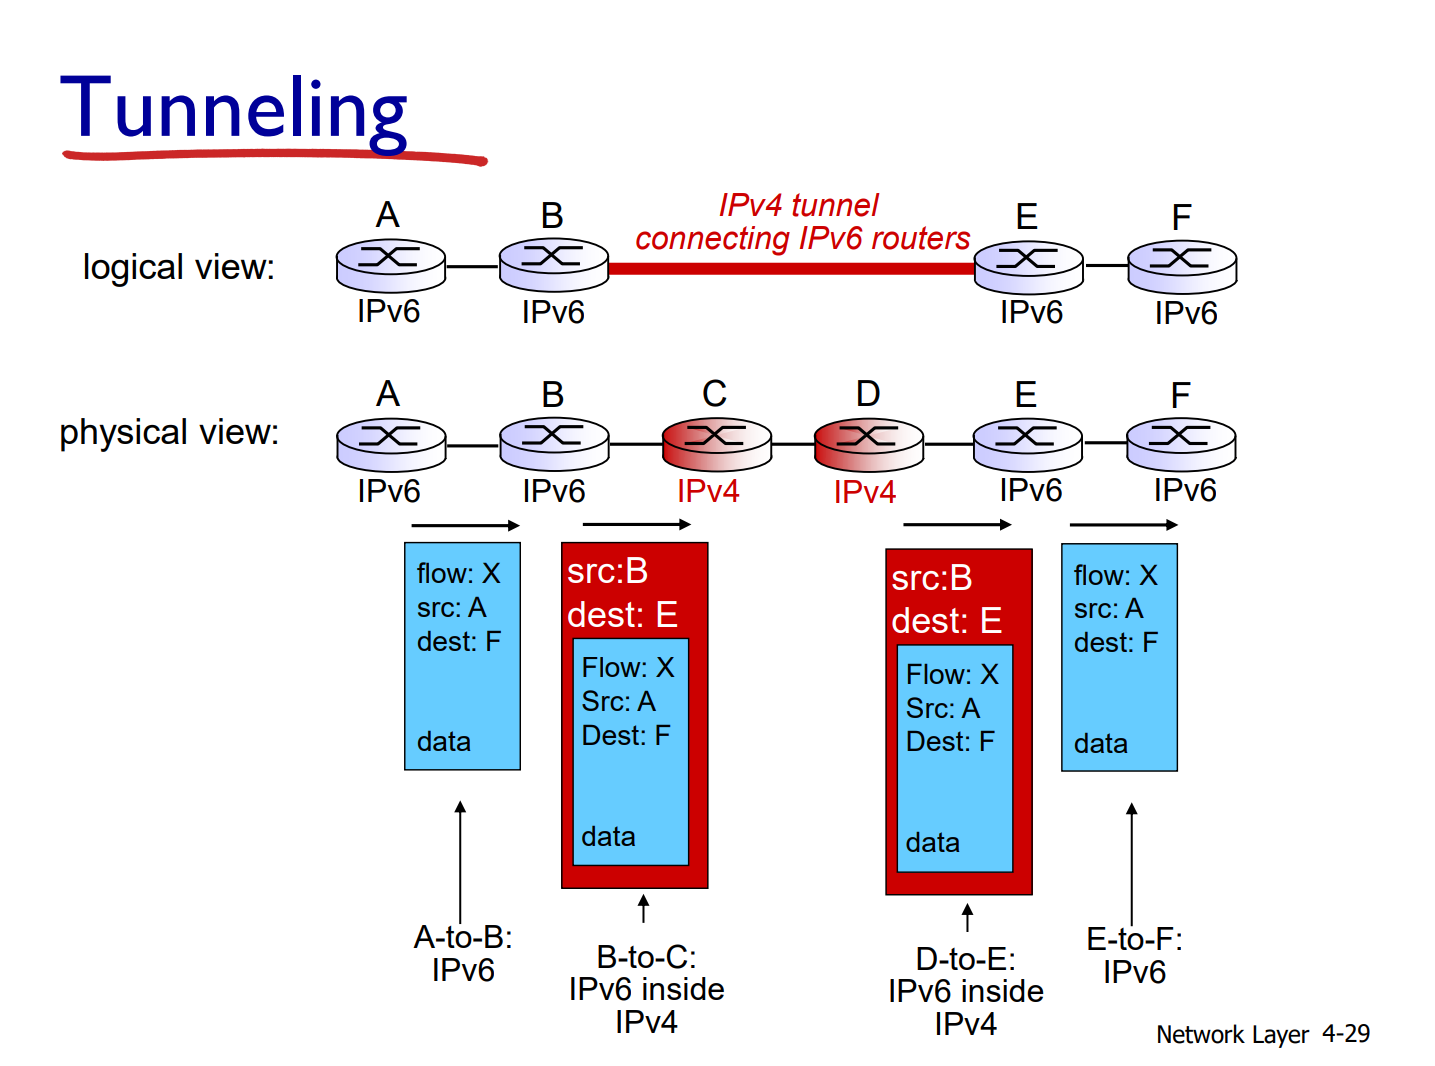 Tunneling
IPv4 tunnel
connecting IPv6 routers
A
B
E
F
logical view:
IPv6
IPv6
IPv6
IPv6
A
B
C
D
E
F
physical view:
IPv6
IPv6
IPv4
IPv4
IPv6
IPv6
flow: X
src: A
dest: F
data
src:B
dest: E
Flow: X
Src: A
Dest: F
data
src:B
dest: E
Flow: X
Src: A
Dest: F
data
flow: X
src: A
dest: F
data
A-to-B:
IPv6
B-to-C:
IPv6 inside
IPv4
D-to-E:
IPv6 inside
IPv4
E-to-F:
IPv6
Network Layer 4-29